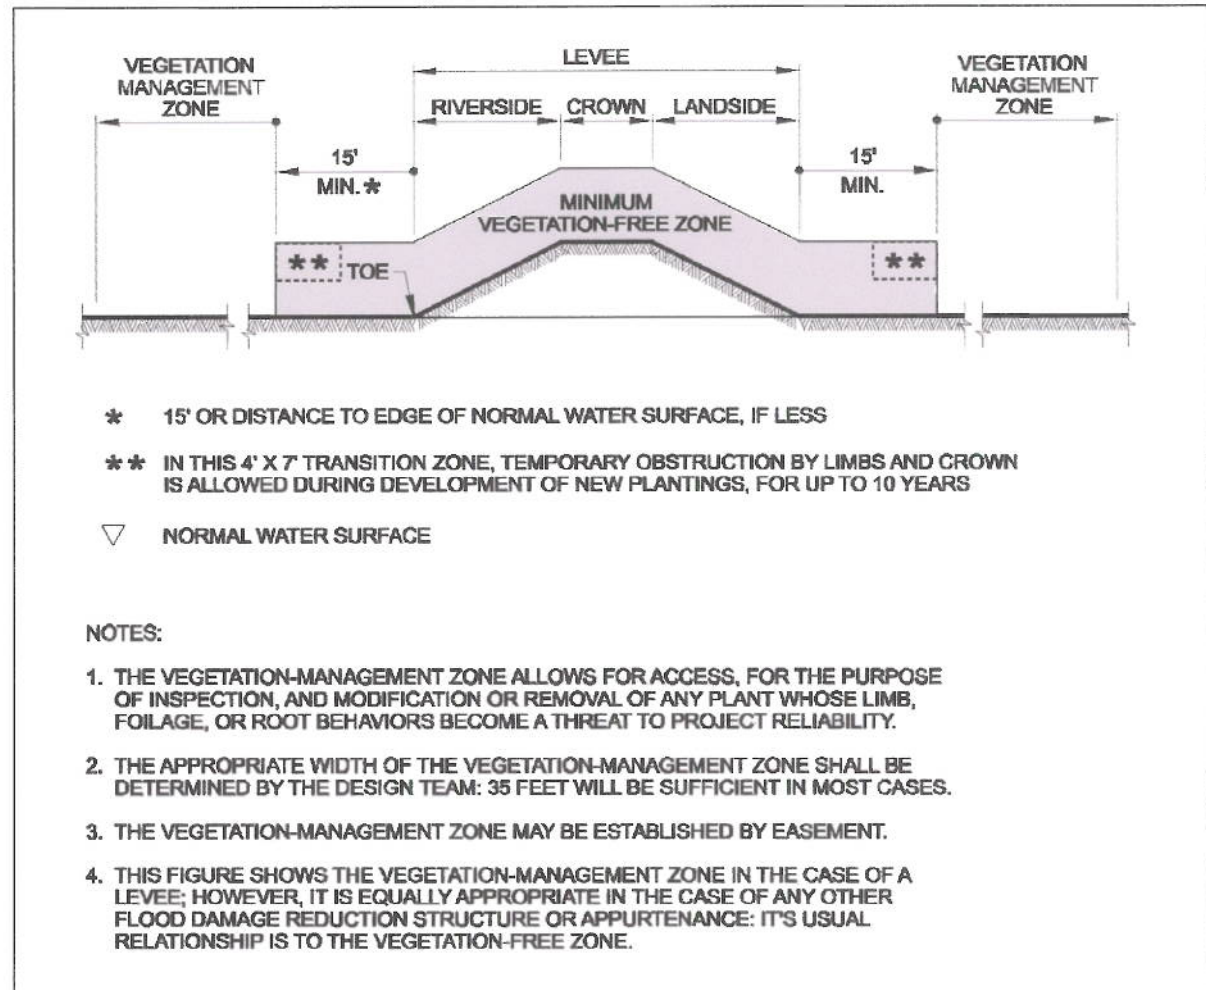 VEGETATION
MANAGEMENT
ZONE
LEVEE
VEGETATION
MANAGEMENT
ZONE
RIVERSIDE
CROWN
LANDSIDE
15'
MIN. *
15'
MIN.
MINIMUM
VEGETATION-FREE ZONE
**
TOE
**
* 15' OR DISTANCE TO EDGE OF NORMAL WATER SURFACE, IF LESS
** IN THIS 4' X 7' TRANSITION ZONE, TEMPORARY OBSTRUCTION BY LIMBS AND CROWN
IS ALLOWED DURING DEVELOPMENT OF NEW PLANTINGS, FOR UP TO 10 YEARS
▽ NORMAL WATER SURFACE
NOTES:
1. THE VEGETATION-MANAGEMENT ZONE ALLOWS FOR ACCESS, FOR THE PURPOSE
OF INSPECTION, AND MODIFICATION OR REMOVAL OF ANY PLANT WHOSE LIMB,
FOILAGE, OR ROOT BEHAVIORS BECOME A THREAT TO PROJECT RELIABILITY.
2. THE APPROPRIATE WIDTH OF THE VEGETATION-MANAGEMENT ZONE SHALL BE
DETERMINED BY THE DESIGN TEAM: 35 FEET WILL BE SUFFICIENT IN MOST CASES.
3. THE VEGETATION-MANAGEMENT ZONE MAY BE ESTABLISHED BY EASEMENT.
4. THIS FIGURE SHOWS THE VEGETATION-MANAGEMENT ZONE IN THE CASE OF A
LEVEE; HOWEVER, IT IS EQUALLY APPROPRIATE IN THE CASE OF ANY OTHER
FLOOD DAMAGE REDUCTION STRUCTURE OR APPURTENANCE: IT'S USUAL
RELATIONSHIP IS TO THE VEGETATION-FREE ZONE.